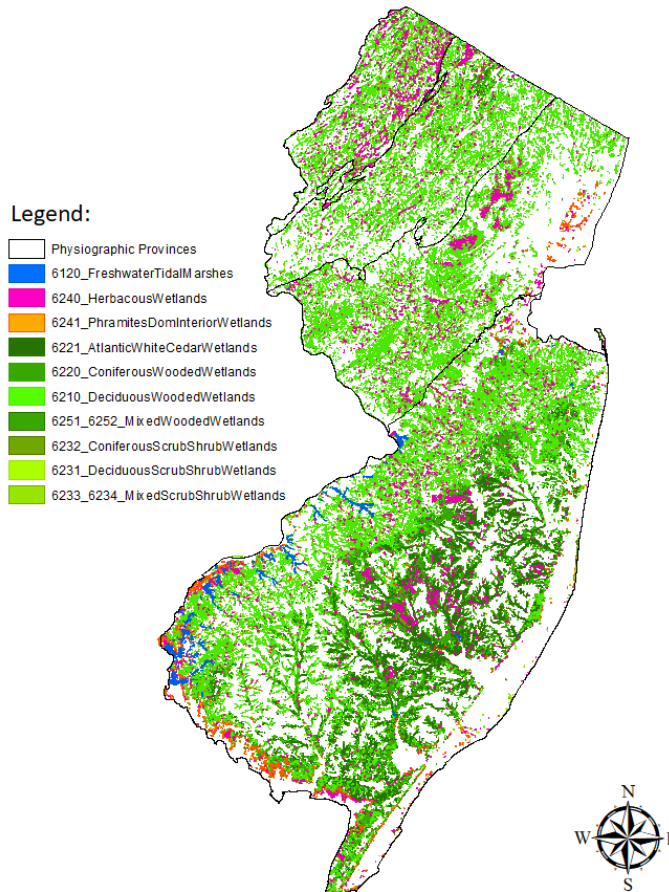 Legend:
Physiographic Provinces
6120_FreshwaterTidalMarshes
6240_HerbacousWetlands
6241_PhramitesDomInteriorWetlands
6221_AtlanticWhiteCedarWetlands
6220_ConiferousWoodedWetlands
6210_DeciduousWoodedWetlands
6251_6252_MixedWoodedWetlands
6232_ConiferousScrubShrubWetlands
6231_DeciduousScrubShrubWetlands
6233_6234_MixedScrubShrubWetlands
N
W
S